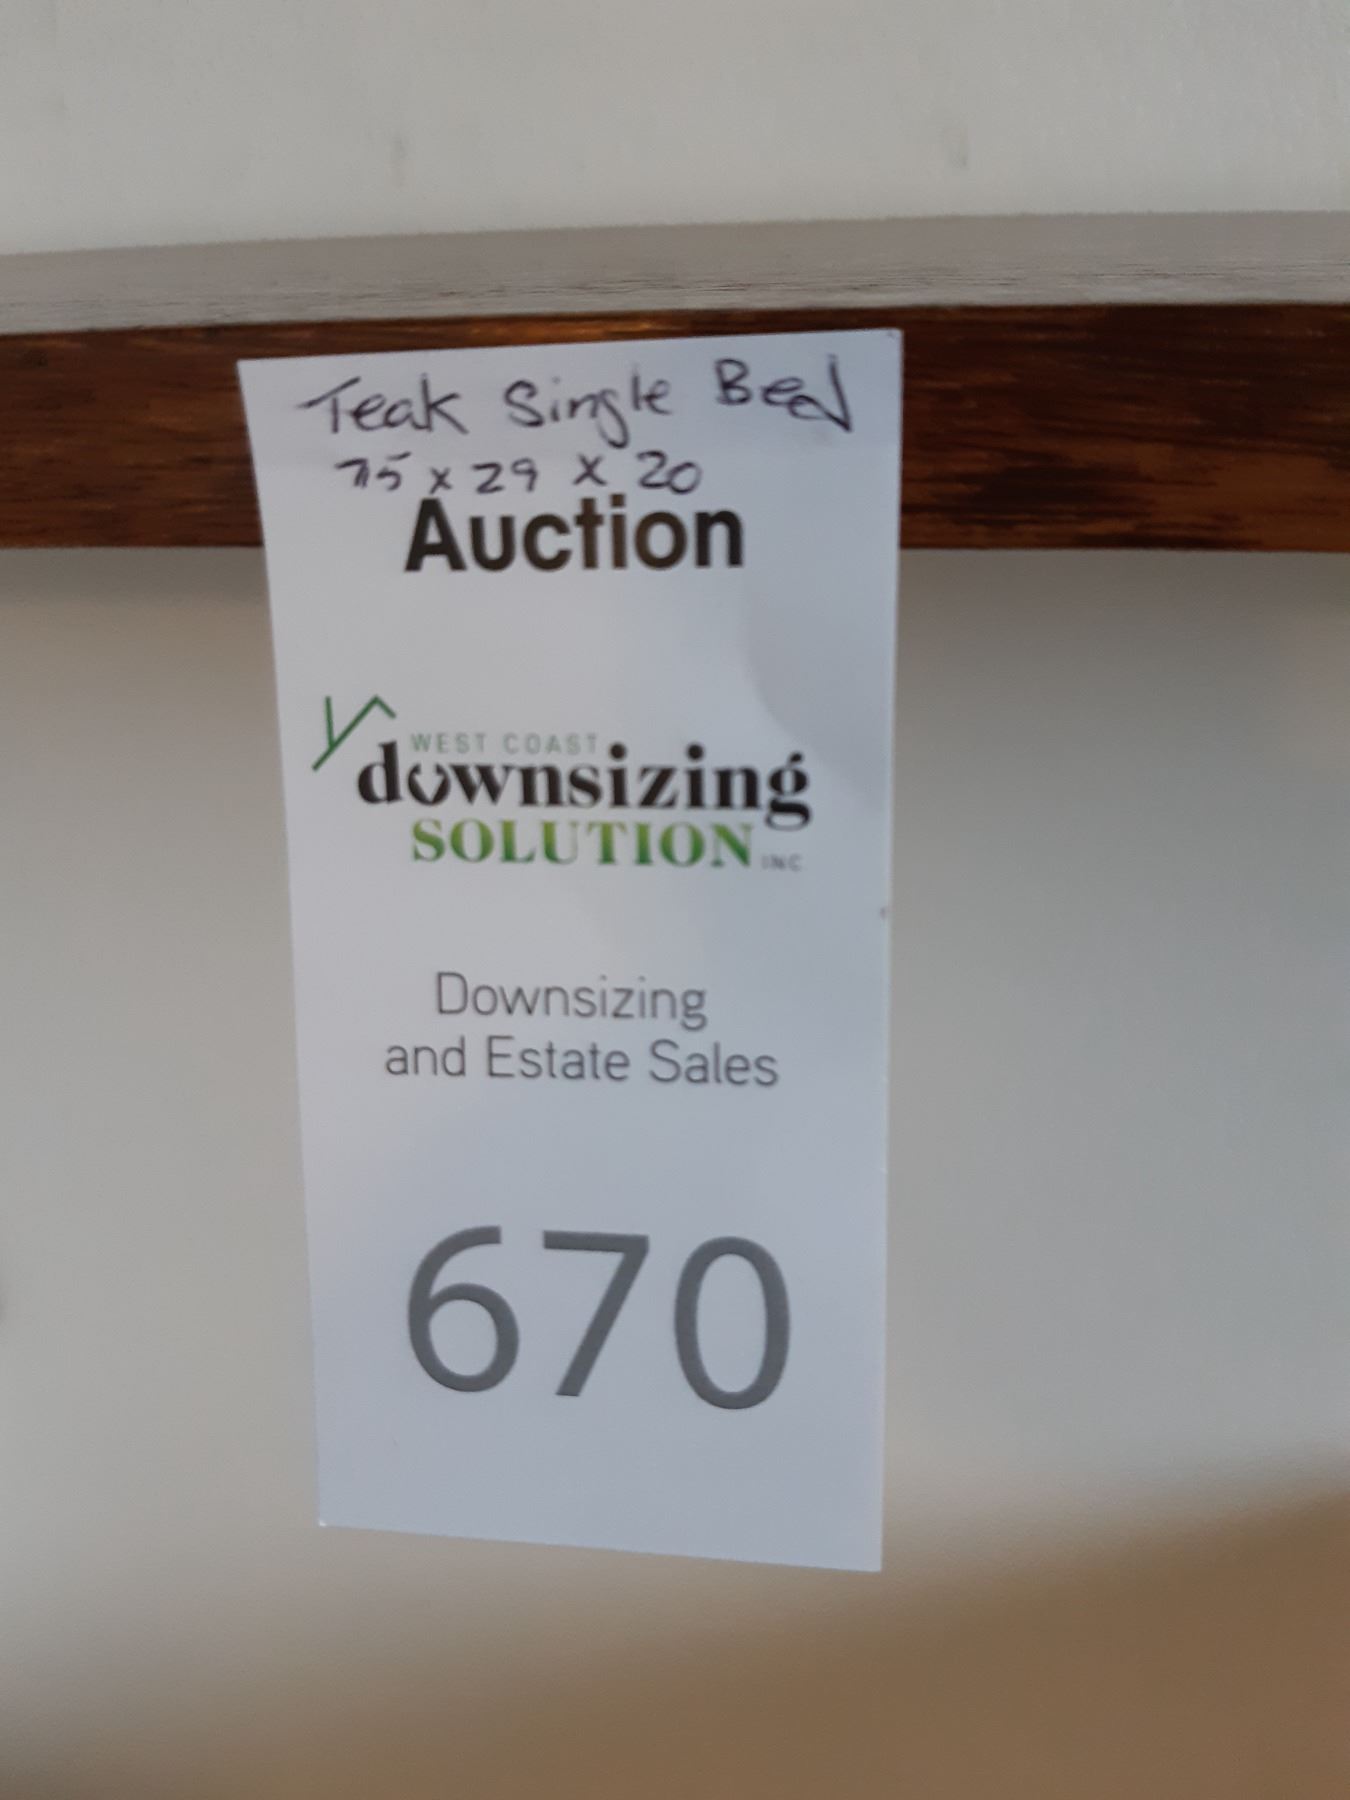 Teak Single Bed
75 x 29 x 20
Auction
WEST COAST
downsizing
SOLUTION INC
Downsizing
and Estate Sales
670